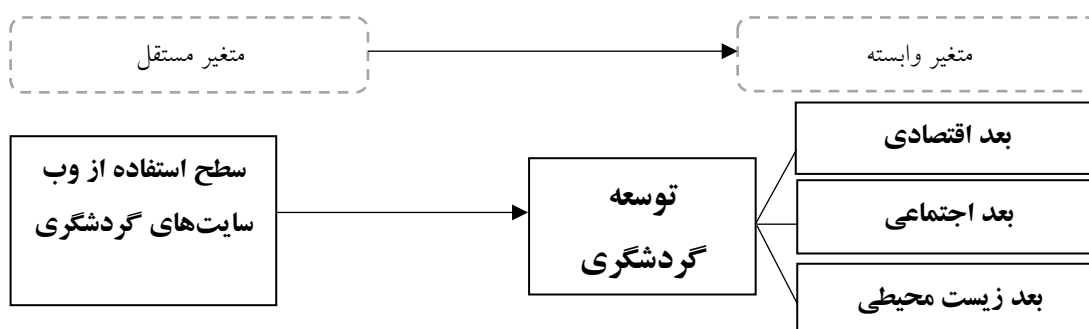 متغیر مستقل
متغیر وابسته
سطح استفاده از وب
سایت‌های گردشگری
توسعه
گردشگری
بعد اقتصادی
بعد اجتماعی
بعد زیست محیطی